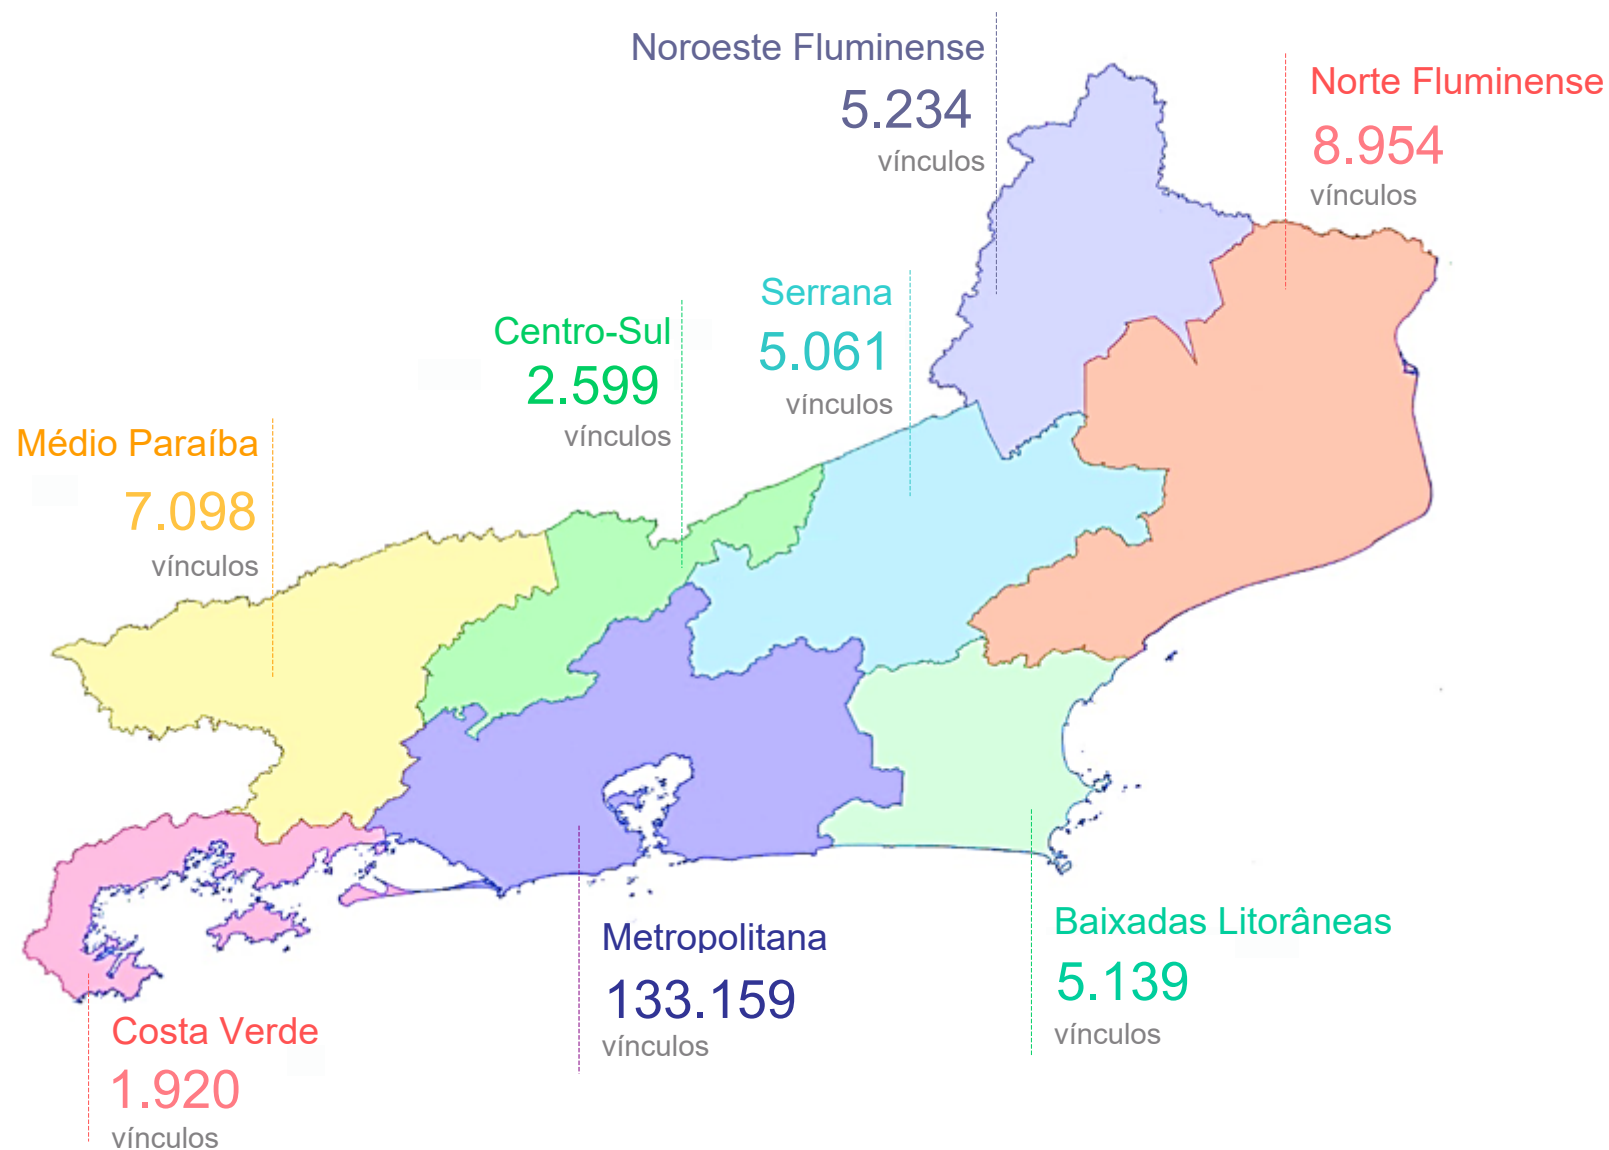 Noroeste Fluminense
5.234
vínculos
Norte Fluminense
8.954
vínculos
Serrana
5.061
vínculos
Centro-Sul
2.599
vínculos
Médio Paraíba
7.098
vínculos
Metropolitana
133.159
vínculos
Baixadas Litorâneas
5.139
vínculos
Costa Verde
1.920
vínculos